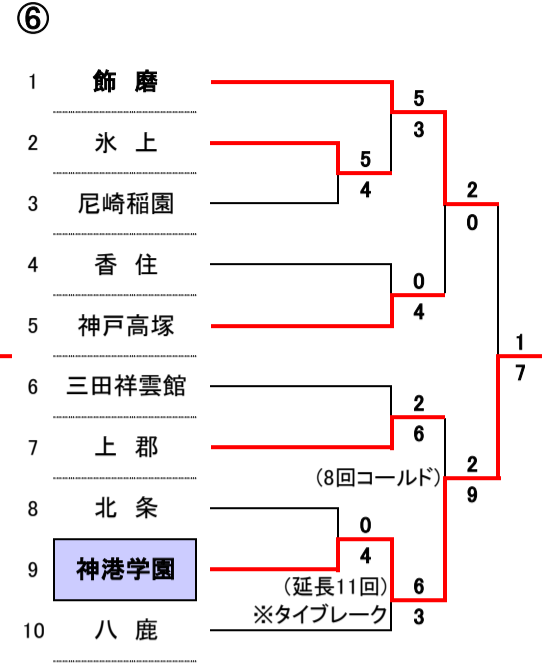 ⑥
1 飾 磨
2 氷 上
3 尼崎稲園
4 香 住
5 神戸高塚
6 三田祥雲館
7 上 郡
8 北 条
9 神港学園
10 八 鹿
5
3
5
4
2
0
0
4
1
7
2
6
(8回コールド)
2
9
0
4
(延長11回)
※タイブレーク
6
3